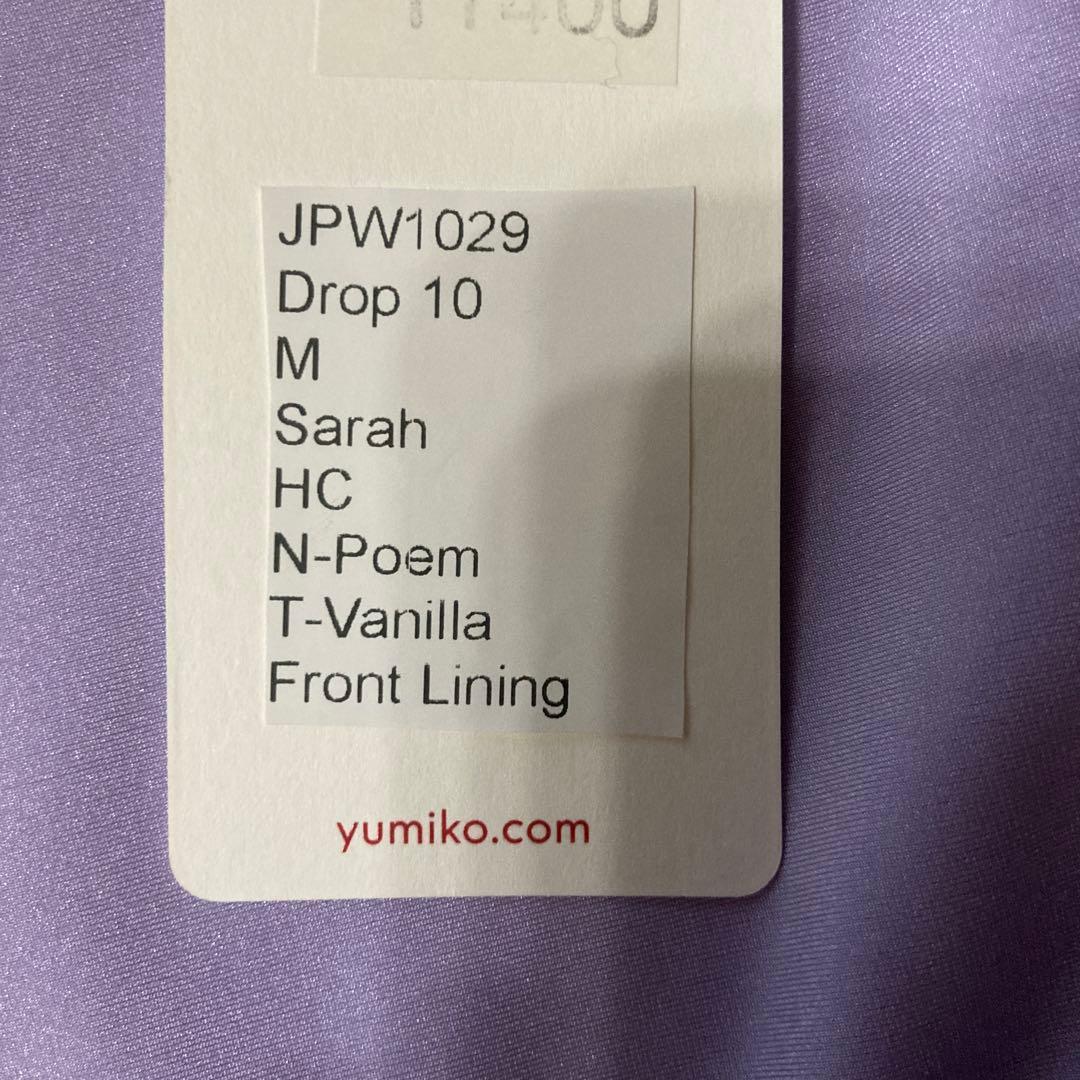 JPW1029
Drop 10
M
Sarah
HC
N-Poem
T-Vanilla
Front Lining
yumiko.com